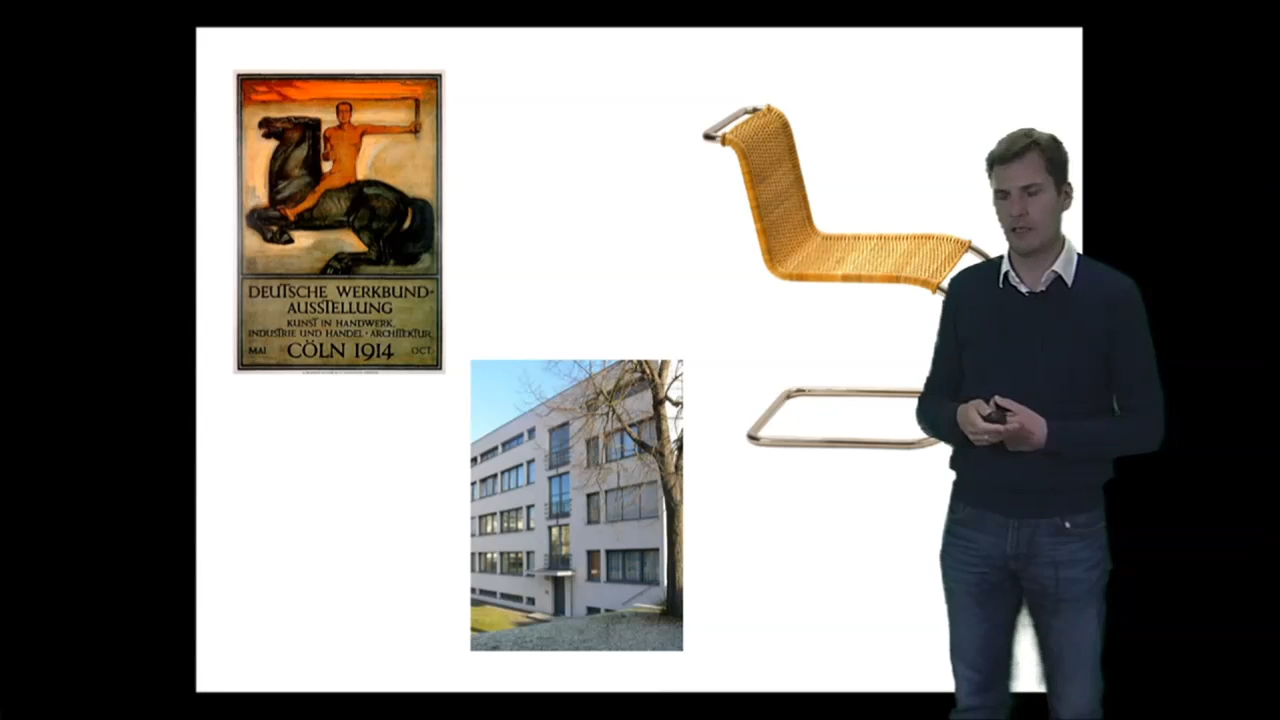 DEUTSCHE WERKBUND-
AUSSTELLUNG
KUNST IN HANDWERK,
INDUSTRIE UND HANDEL · ARCHITEKTUR
MAI CÖLN 1914 OCT.